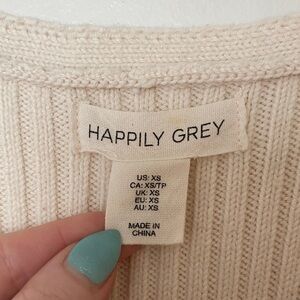 HAPPILY GREY
US: XS
CA: XS/TP
UK: XS
EU: XS
AU: XS
MADE IN
CHINA